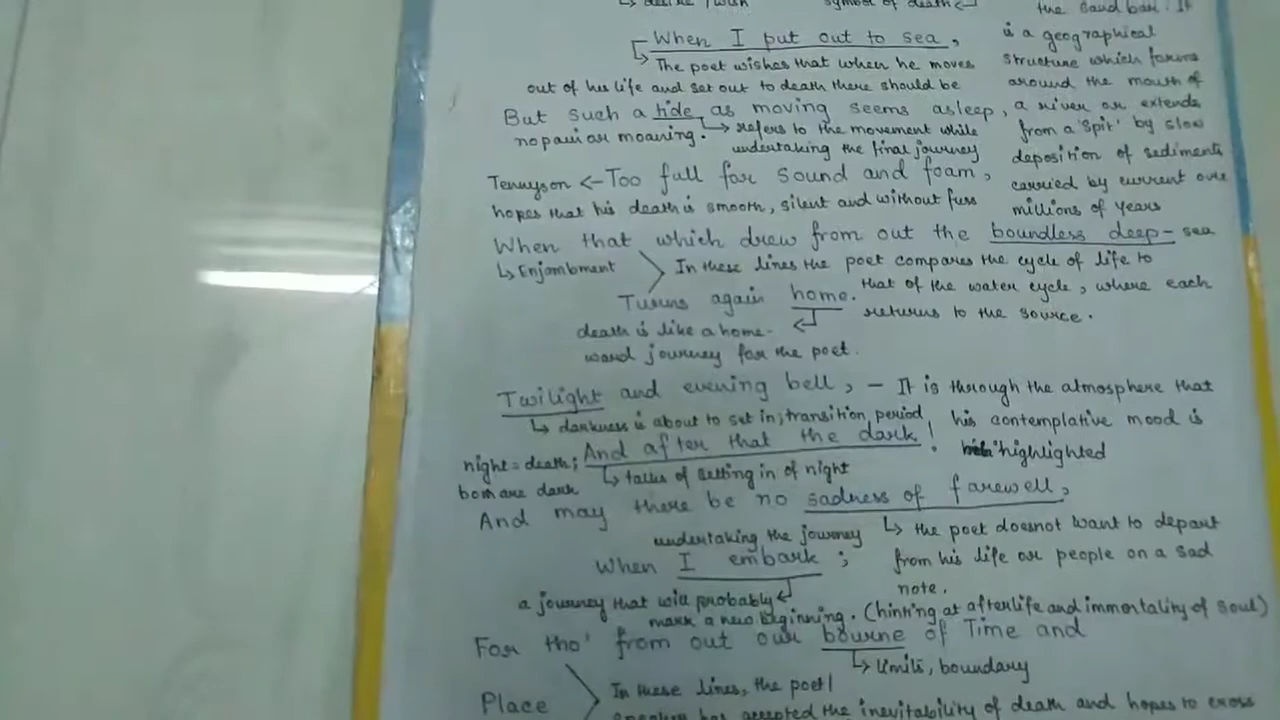 ↳ desire / wish symbol of death ↵ the sand bar. It
When I put out to sea,
↳ The poet wishes that when he moves
out of his life and set out to death there should be
is a geographical
structure which forms
around the mouth of
But such a tide as moving seems asleep,
no pain or moaning. ↳ refers to the movement while
undertaking the final journey
a river or extends
from a 'spit' by slow
deposition of sediments
Tennyson <- Too full for sound and foam,
hopes that his death is smooth, silent and without fuss
carried by current over
millions of years
When that which drew from out the boundless deep - sea
↳ Enjambment
In these lines the poet compares the cycle of life to
that of the water cycle, where each
returns to the source.
Turns again home.
death is like a home-
ward journey for the poet.
Twilight and evening bell, - It is through the atmosphere that
↳ darkness is about to set in; transition period
his contemplative mood is
highlighted
And after that the dark!
night = death;
both are dark
↳ talks of setting in of night
And may there be no sadness of farewell,
undertaking the journey
↳ the poet doesnot want to depart
from his life or people on a sad
note.
When I embark ;
a journey that will probably
mark a new beginning. (hinting at afterlife and immortality of soul)
For tho' from out our bourne of Time and
↳ limits, boundary
Place
In these lines, the poet/
speaker has accepted the inevitability of death and hopes to cross